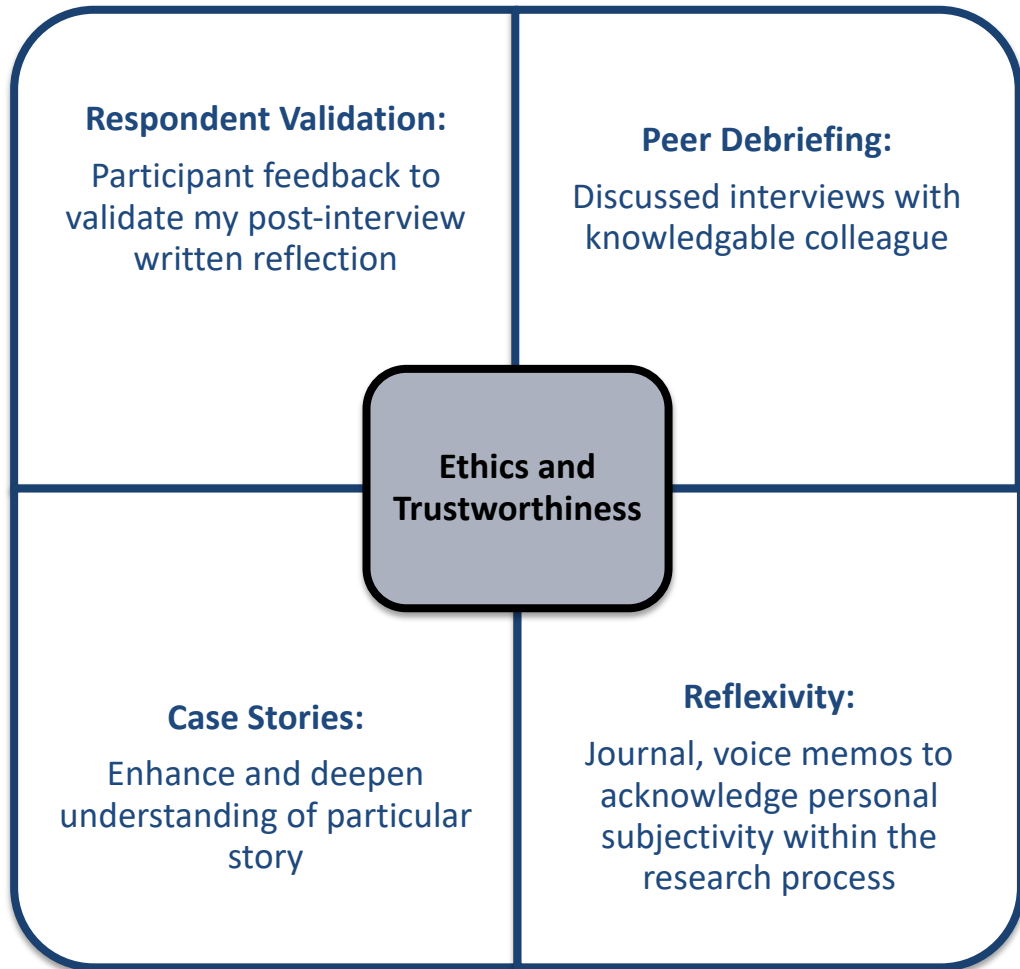 Respondent Validation:
Participant feedback to
validate my post-interview
written reflection
Peer Debriefing:
Discussed interviews with
knowledgable colleague
Ethics and
Trustworthiness
Case Stories:
Enhance and deepen
understanding of particular
story
Reflexivity:
Journal, voice memos to
acknowledge personal
subjectivity within the
research process